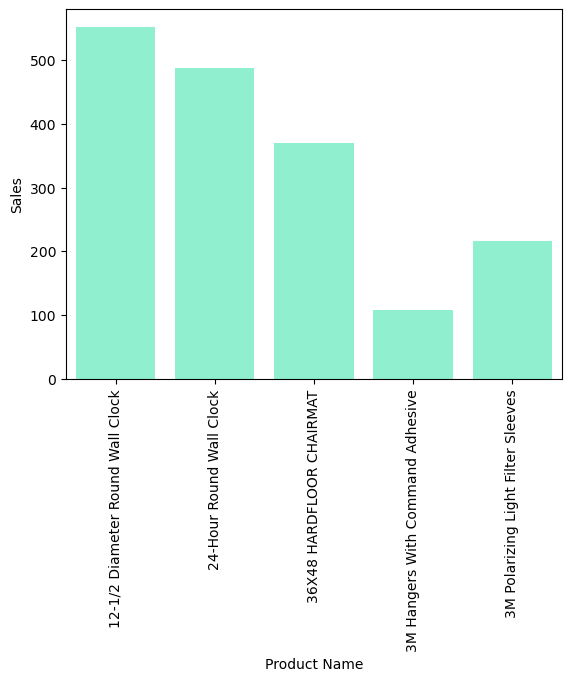 500
400
300
200
100
0
Sales
12-1/2 Diameter Round Wall Clock
24-Hour Round Wall Clock
36X48 HARDFLOOR CHAIRMAT
3M Hangers With Command Adhesive
3M Polarizing Light Filter Sleeves
Product Name